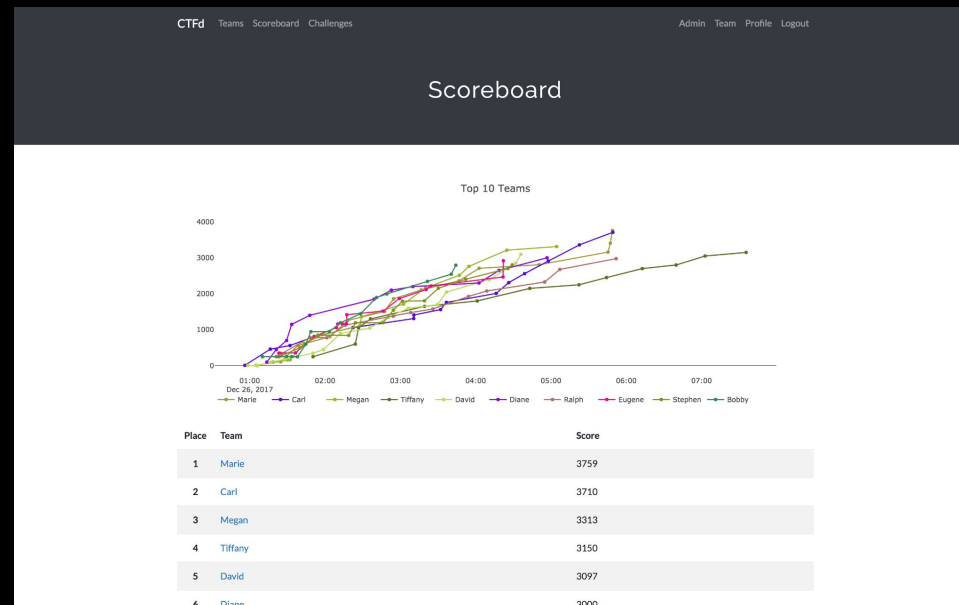 CTFd Teams Scoreboard Challenges Admin Team Profile Logout
Scoreboard
Top 10 Teams
4000
3000
2000
1000
0
01:00 02:00 03:00 04:00 05:00 06:00 07:00
Dec 26, 2017
Marie Carl Megan Tiffany David Diane Ralph Eugene Stephen Bobby
Place Team Score
1 Marie 3759
2 Carl 3710
3 Megan 3313
4 Tiffany 3150
5 David 3097
6 Diane 3000